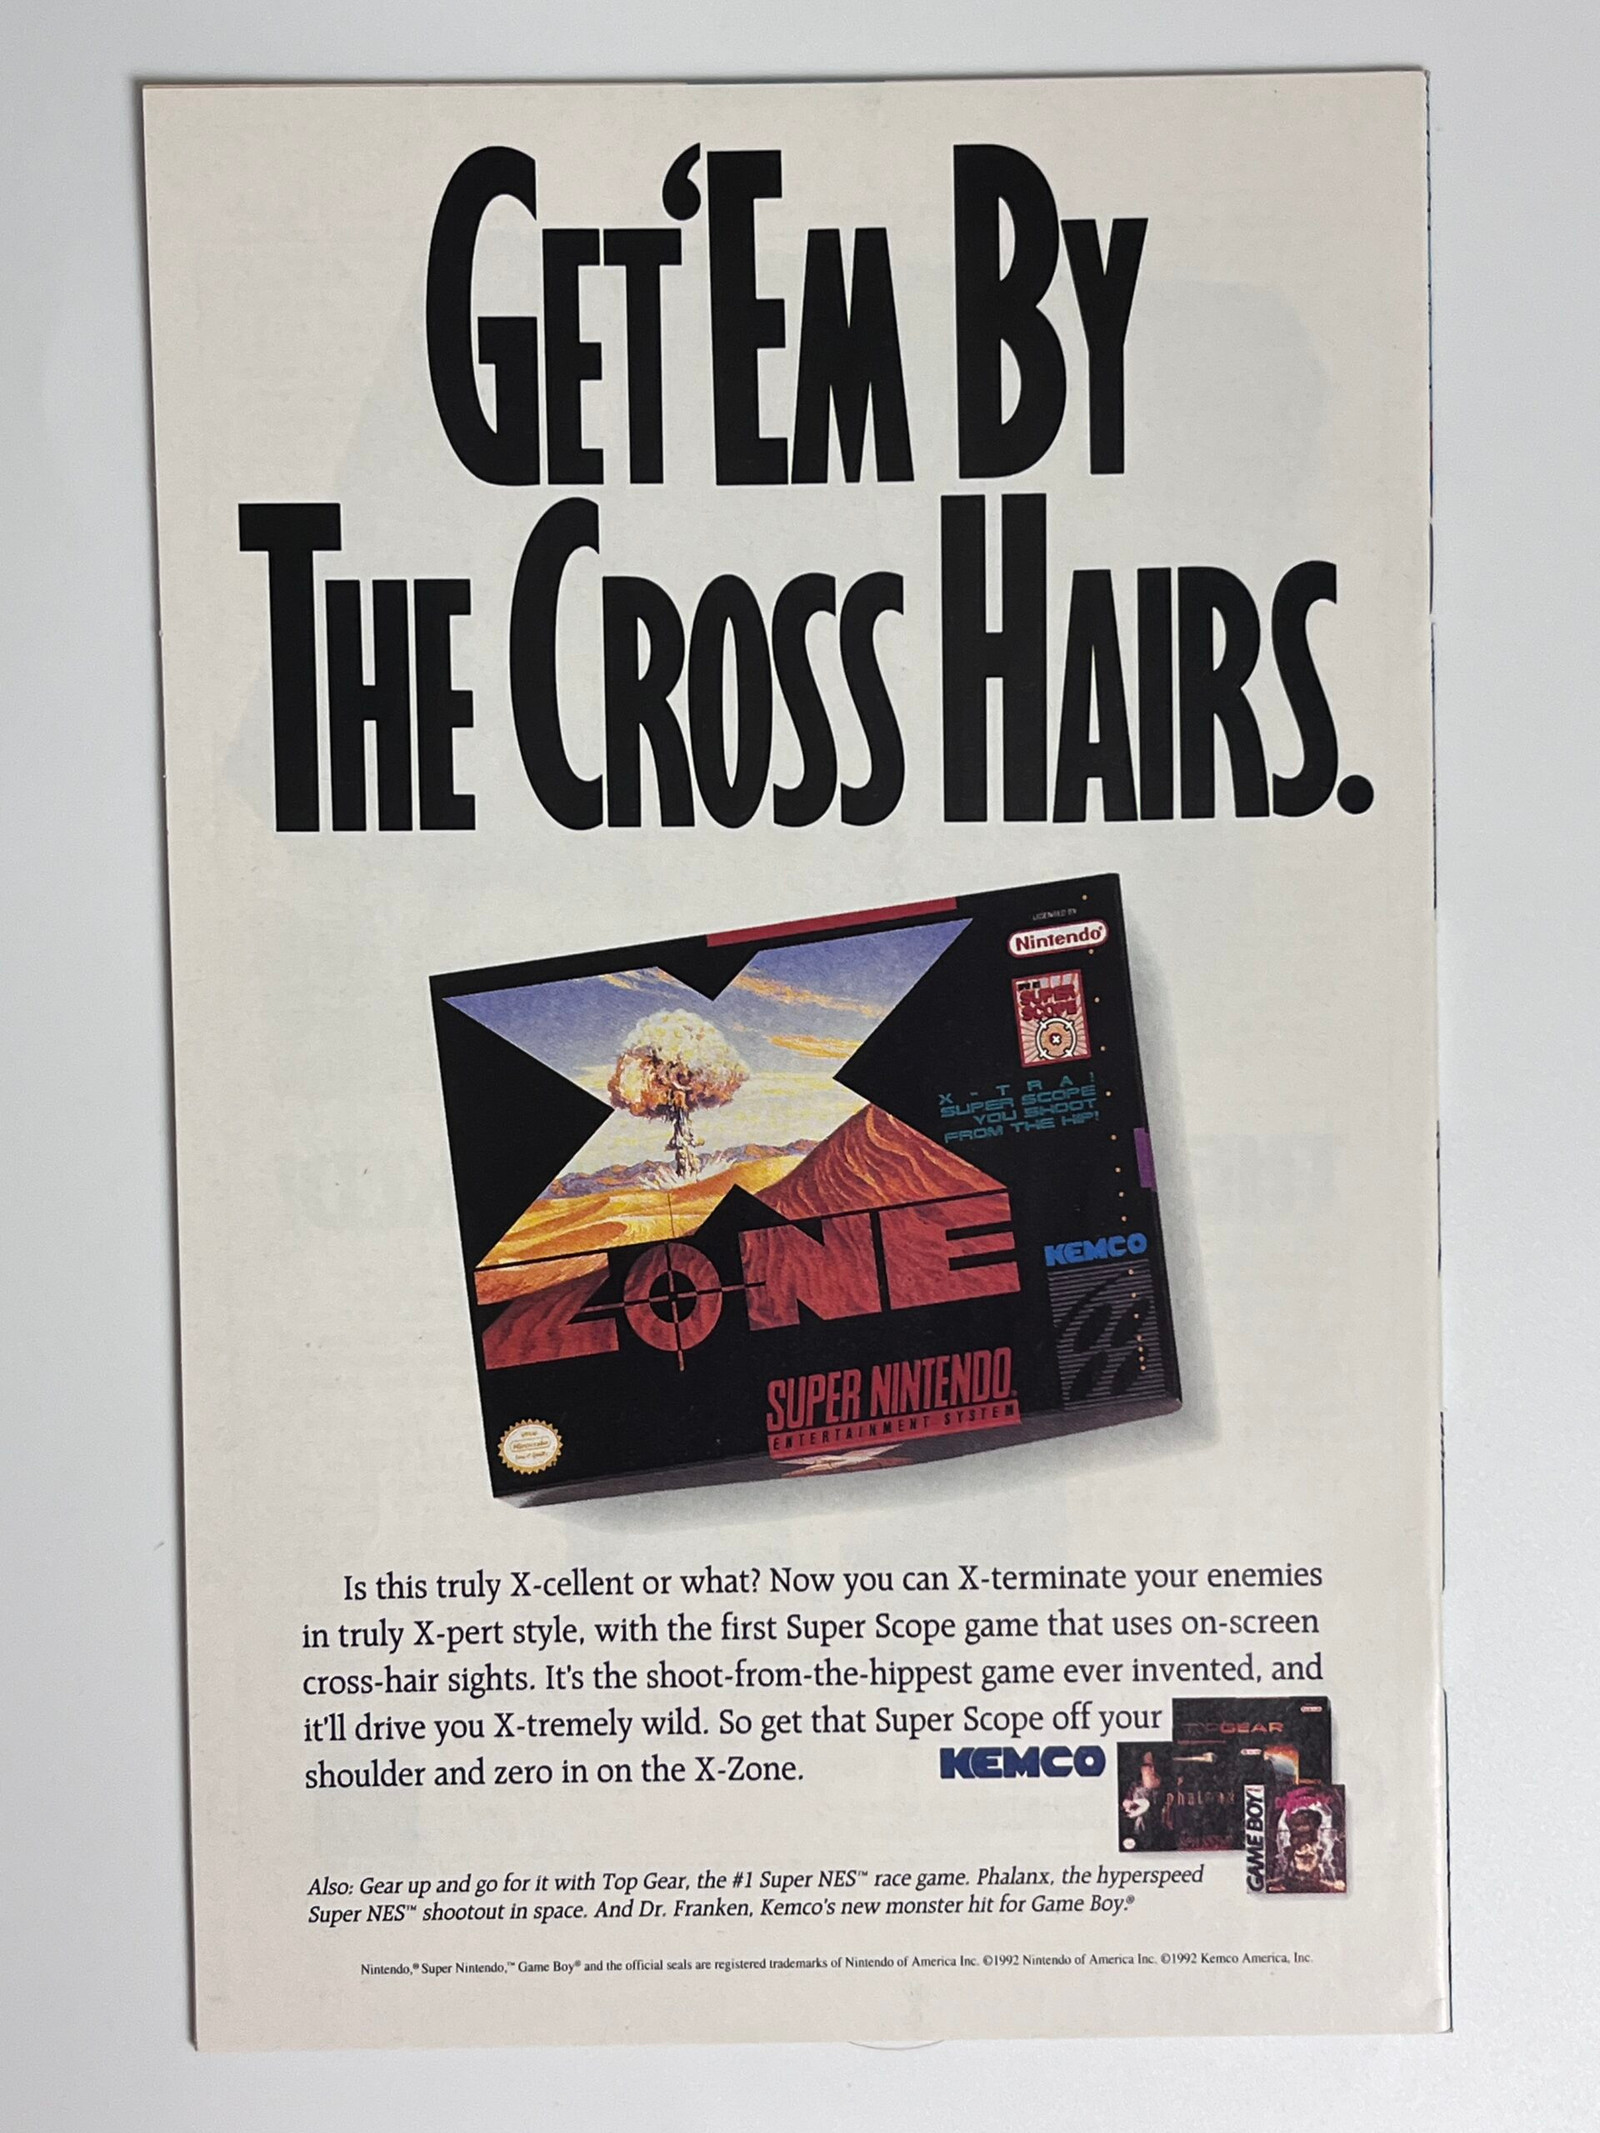 GET ‘EM BY
THE CROSS HAIRS.
LICENSED BY
Nintendo®
SUPER
SCOPE
X-TRA!
SUPER SCOPE
YOU SHOOT
FROM THE HIP!
X
ZONE
KEMCO
SUPER NINTENDO®
ENTERTAINMENT SYSTEM
Is this truly X-cellent or what? Now you can X-terminate your enemies
in truly X-pert style, with the first Super Scope game that uses on-screen
cross-hair sights. It's the shoot-from-the-hippest game ever invented, and
it'll drive you X-tremely wild. So get that Super Scope off your
shoulder and zero in on the X-Zone.
KEMCO
TOP GEAR
phalanx
GAME BOY
Also: Gear up and go for it with Top Gear, the #1 Super NES™ race game. Phalanx, the hyperspeed
Super NES™ shootout in space. And Dr. Franken, Kemco's new monster hit for Game Boy.®
Nintendo,® Super Nintendo,™ Game Boy® and the official seals are registered trademarks of Nintendo of America Inc. ©1992 Nintendo of America Inc. ©1992 Kemco America, Inc.